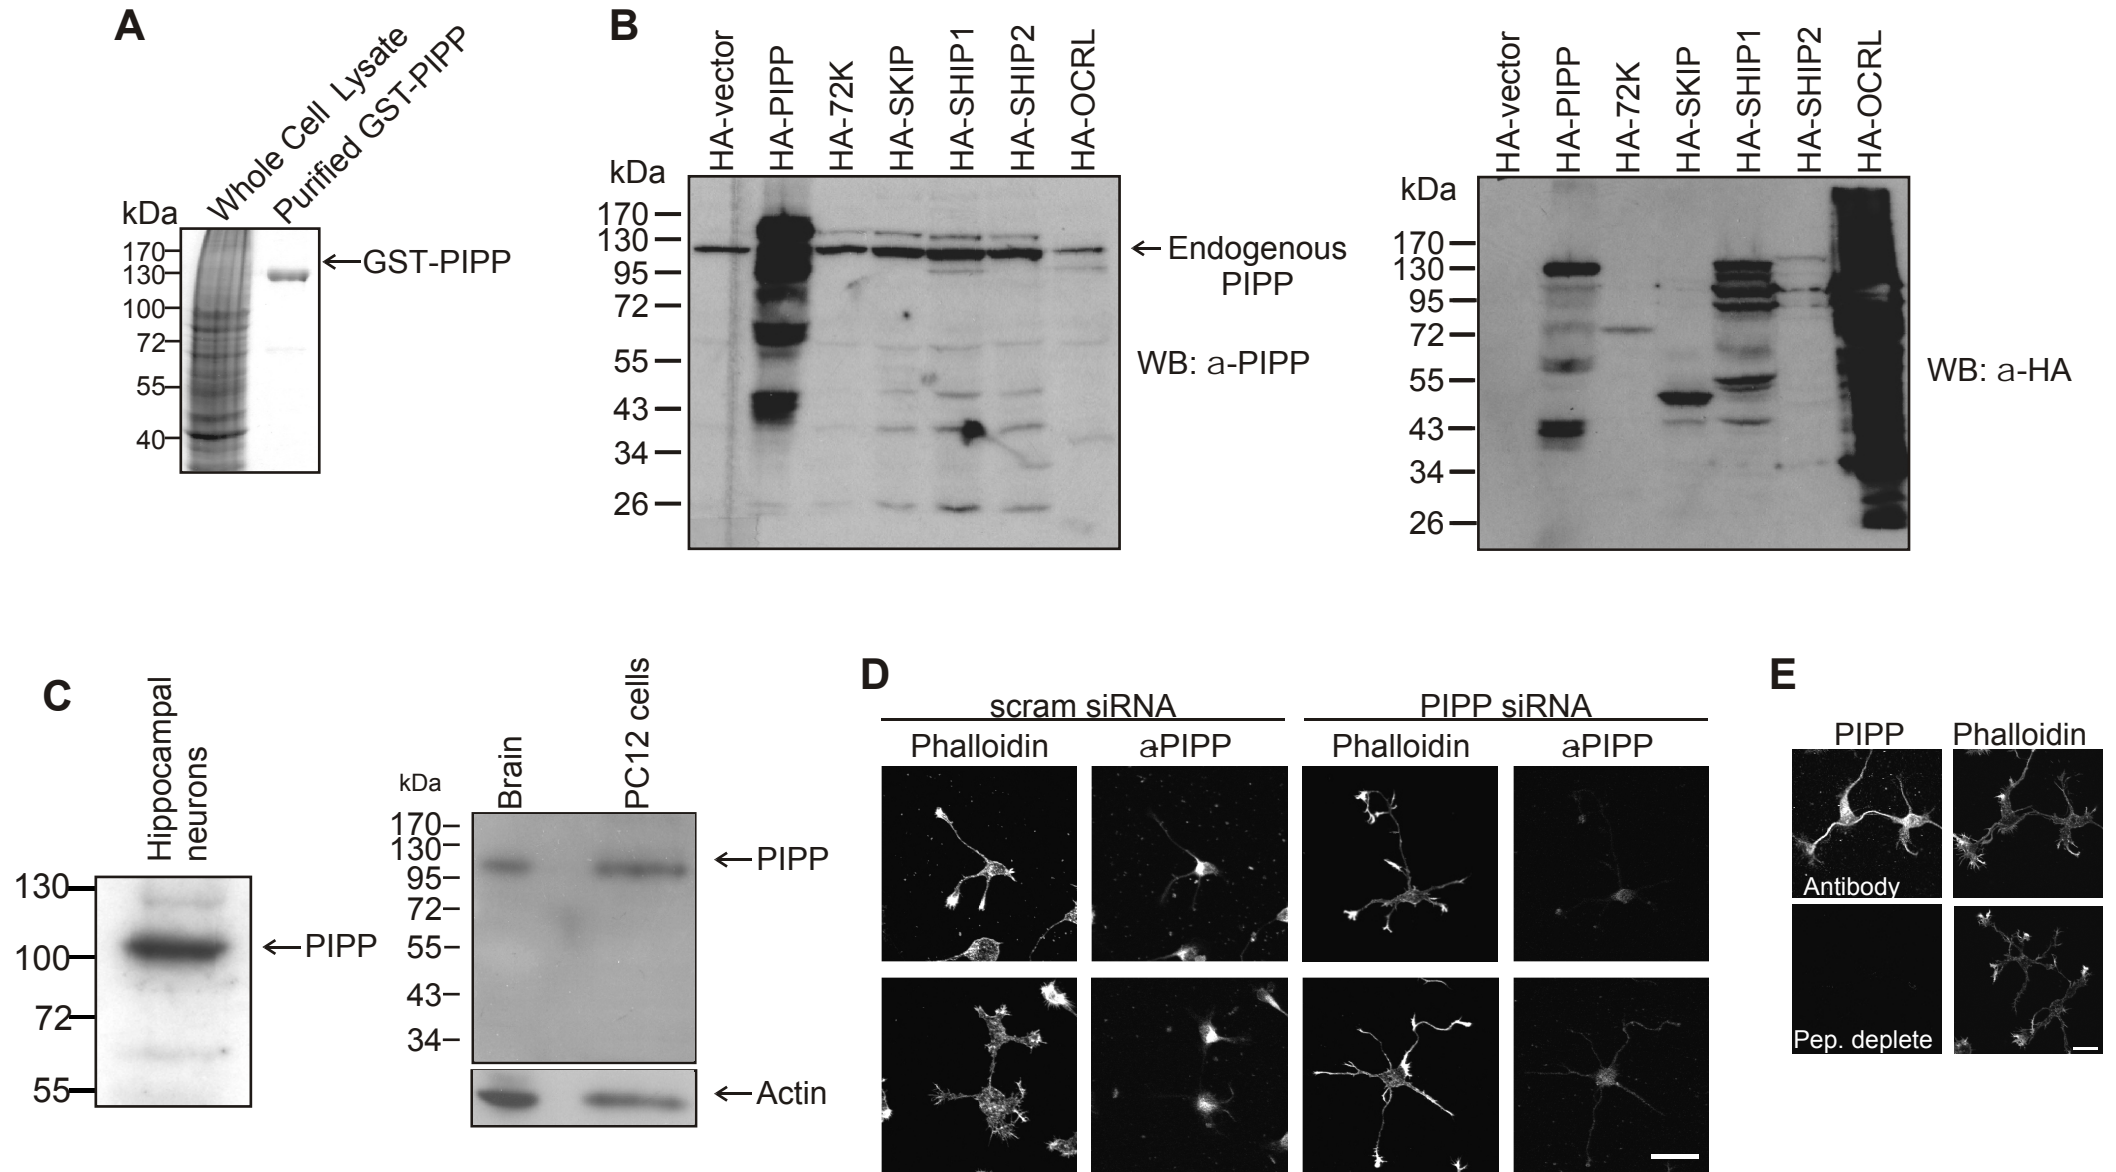 A
Whole Cell Lysate
Purified GST-PIPP
kDa
170
130
100
72
55
40
GST-PIPP
B
HA-vector
HA-PIPP
HA-72K
HA-SKIP
HA-SHIP1
HA-SHIP2
HA-OCRL
kDa
170
130
95
72
55
43
34
26
Endogenous
PIPP
WB: a-PIPP
HA-vector
HA-PIPP
HA-72K
HA-SKIP
HA-SHIP1
HA-SHIP2
HA-OCRL
kDa
170
130
95
72
55
43
34
26
WB: a-HA
C
Hippocampal
neurons
130
100
72
55
PIPP
Brain
PC12 cells
kDa
170
130
95
72
55
43
34
PIPP
Actin
D
scram siRNA
PIPP siRNA
Phalloidin
a-PIPP
Phalloidin
a-PIPP
E
PIPP
Phalloidin
Antibody
Pep. deplete